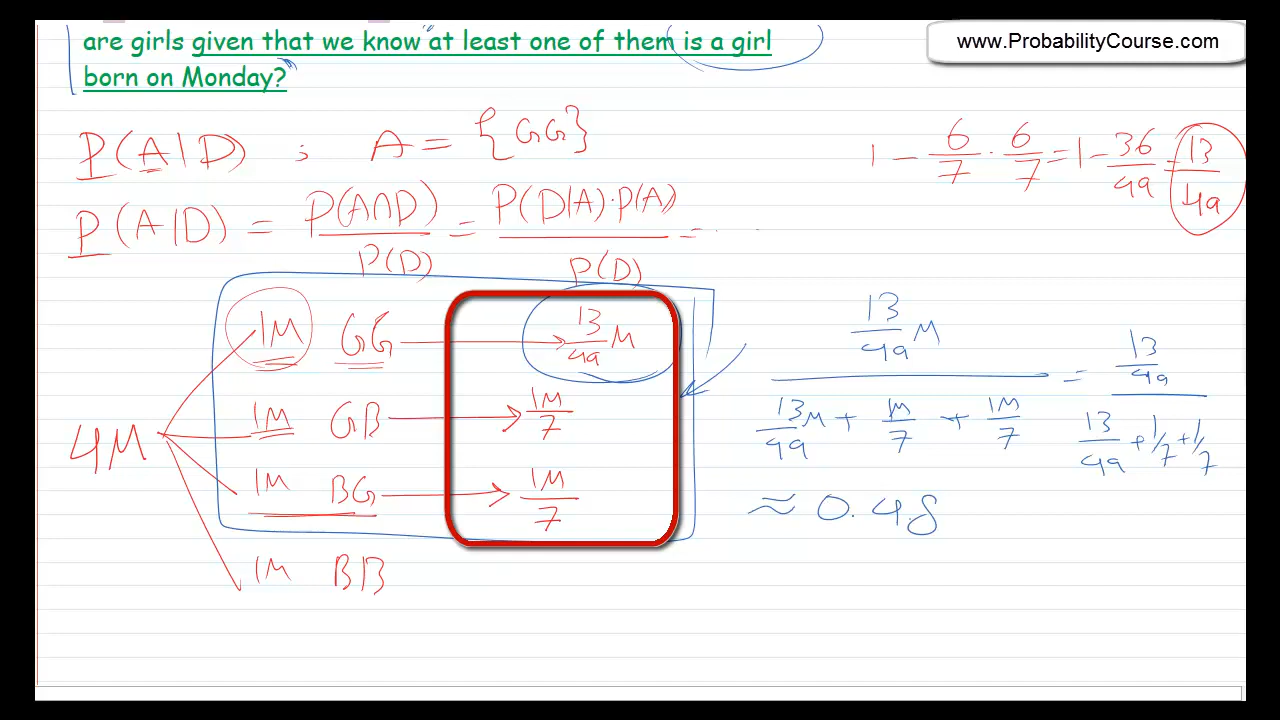 are girls given that we know at least one of them is a girl
born on Monday?
www.ProbabilityCourse.com
P(A|D) ; A = {GG}
1 - 6/7 · 6/7 = 1 - 36/49 = 13/49
P(A|D) = P(A∩D)/P(D) = P(D|A)·P(A)/P(D) = ......
4M
1M GG → 13/49 M
1M GB → 1M/7
1M BG → 1M/7
1M BB
13/49 M / (13/49 M + M/7 + 1M/7) = 13/49 / (13/49 + 1/7 + 1/7)
≈ 0.48